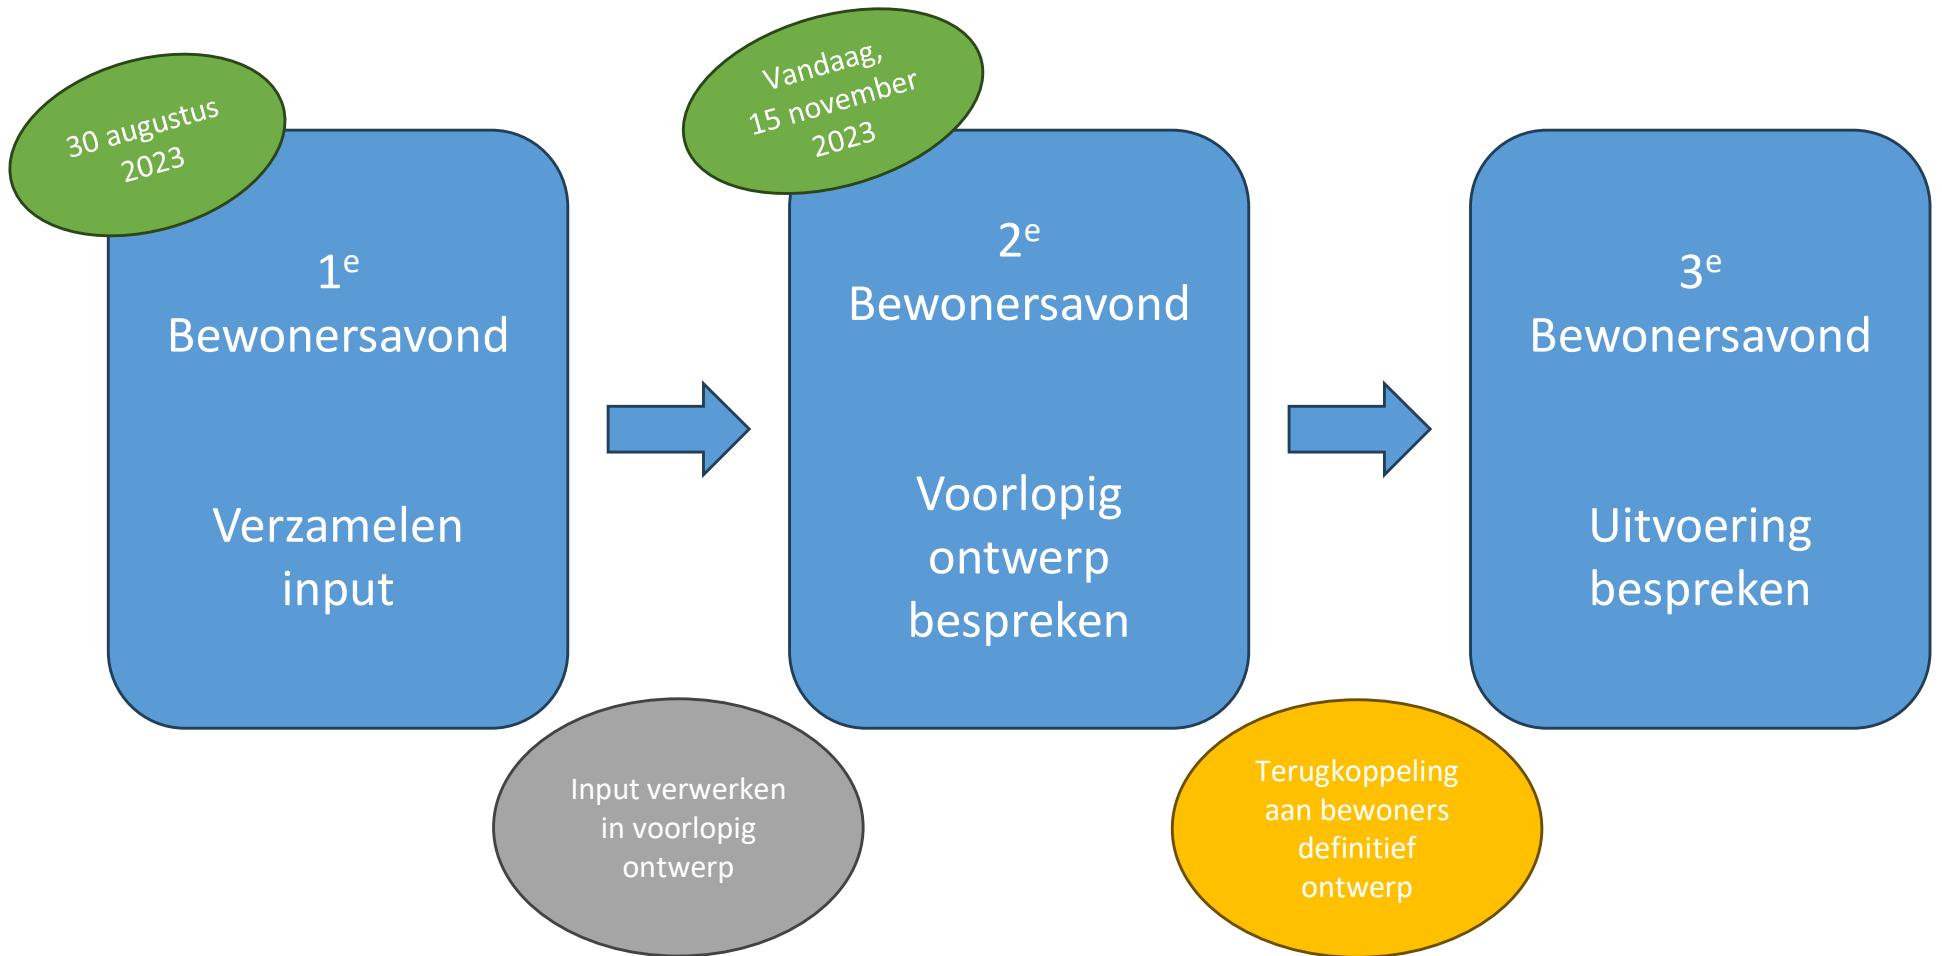 30 augustus
2023
1e
Bewonersavond
Verzamelen
input
Input verwerken
in voorlopig
ontwerp
Vandaag,
15 november
2023
2e
Bewonersavond
Voorlopig
ontwerp
bespreken
Terugkoppeling
aan bewoners
definitief
ontwerp
3e
Bewonersavond
Uitvoering
bespreken